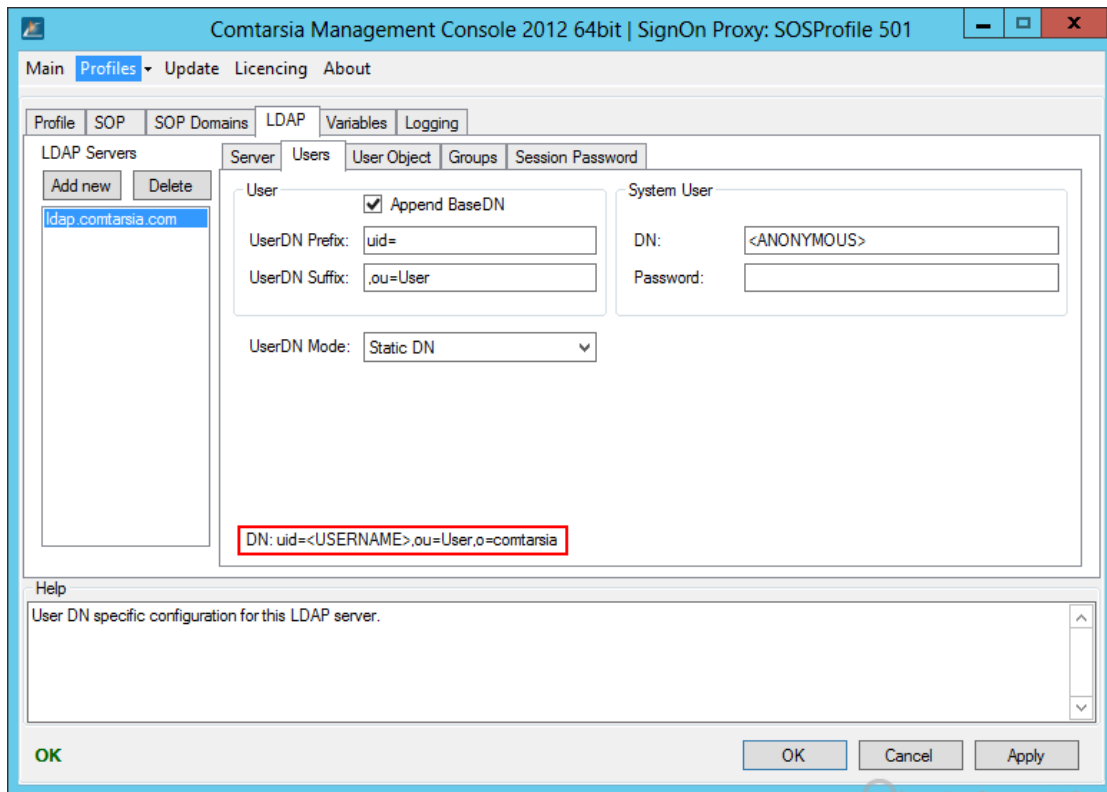 Comtarsia Management Console 2012 64bit | SignOn Proxy: SOSProfile 501
Main Profiles Update Licencing About
Profile SOP SOP Domains LDAP Variables Logging
LDAP Servers
Add new Delete
ldap.comtarsia.com
Server Users User Object Groups Session Password
User
Append BaseDN
UserDN Prefix: uid=
UserDN Suffix: ,ou=User
System User
DN: <ANONYMOUS>
Password:
UserDN Mode: Static DN
DN: uid=<USERNAME>,ou=User,o=comtarsia
Help
User DN specific configuration for this LDAP server.
OK
OK Cancel Apply